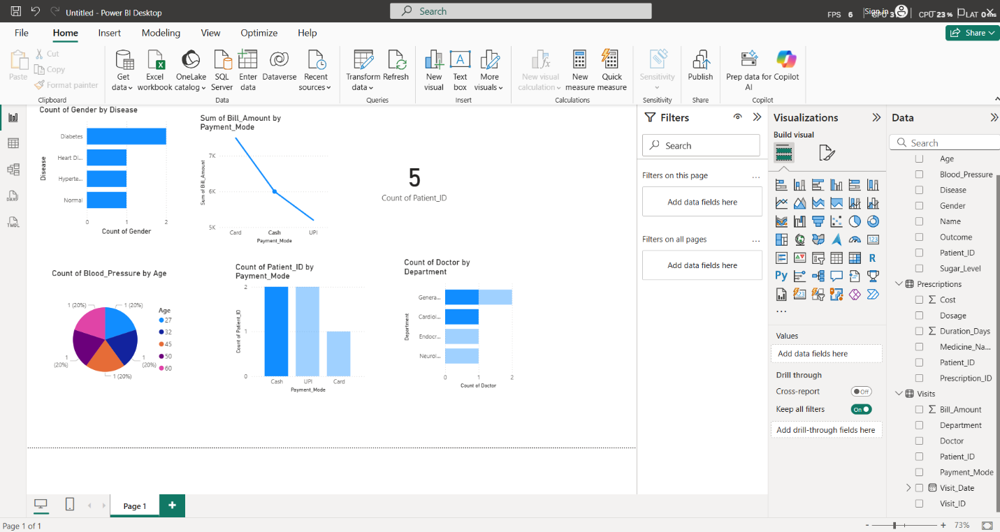 Untitled - Power BI Desktop
Search
FPS 6
Sign in
GPU 3
CPU 23 %
LAT 0 ms
File Home Insert Modeling View Optimize Help
Share
Paste
Cut
Copy
Format painter
Clipboard
Get data
Excel workbook
OneLake catalog
SQL Server
Enter data
Dataverse
Recent sources
Data
Transform data
Refresh
Queries
New visual
Text box
More visuals
Insert
New visual calculation
New measure
Quick measure
Calculations
Sensitivity
Sensitivity
Publish
Share
Prep data for AI
Copilot
Copilot
DAX
TMDL
Count of Gender by Disease
Disease
Diabetes
Heart Di...
Hyperte...
Normal
0 1 2
Count of Gender
Sum of Bill_Amount by
Payment_Mode
Sum of Bill_Amount
7K
6K
5K
Card Cash UPI
Payment_Mode
5
Count of Patient_ID
Count of Blood_Pressure by Age
1 (20%)
1 (20%)
1 (20%)
1 (20%)
1 (20%)
Age
27
32
45
50
60
Count of Patient_ID by
Payment_Mode
Count of Patient_ID
2
1
0
Cash UPI Card
Payment_Mode
Count of Doctor by
Department
Department
Genera...
Cardiol...
Endocr...
Neurol...
0 1 2
Count of Doctor
Filters
Search
Filters on this page
...
Add data fields here
Filters on all pages
...
Add data fields here
Visualizations
Build visual
123
R
Py
123
...
Values
Add data fields here
Drill through
Cross-report
Off
Keep all filters
On
Add drill-through fields here
Data
Search
Age
Blood_Pressure
Disease
Gender
Name
Outcome
Patient_ID
Sugar_Level
Prescriptions
Σ Cost
Dosage
Σ Duration_Days
Medicine_Na...
Patient_ID
Prescription_ID
Visits
Σ Bill_Amount
Department
Doctor
Patient_ID
Payment_Mode
Visit_Date
Visit_ID
Page 1
+
Page 1 of 1
- + 73%